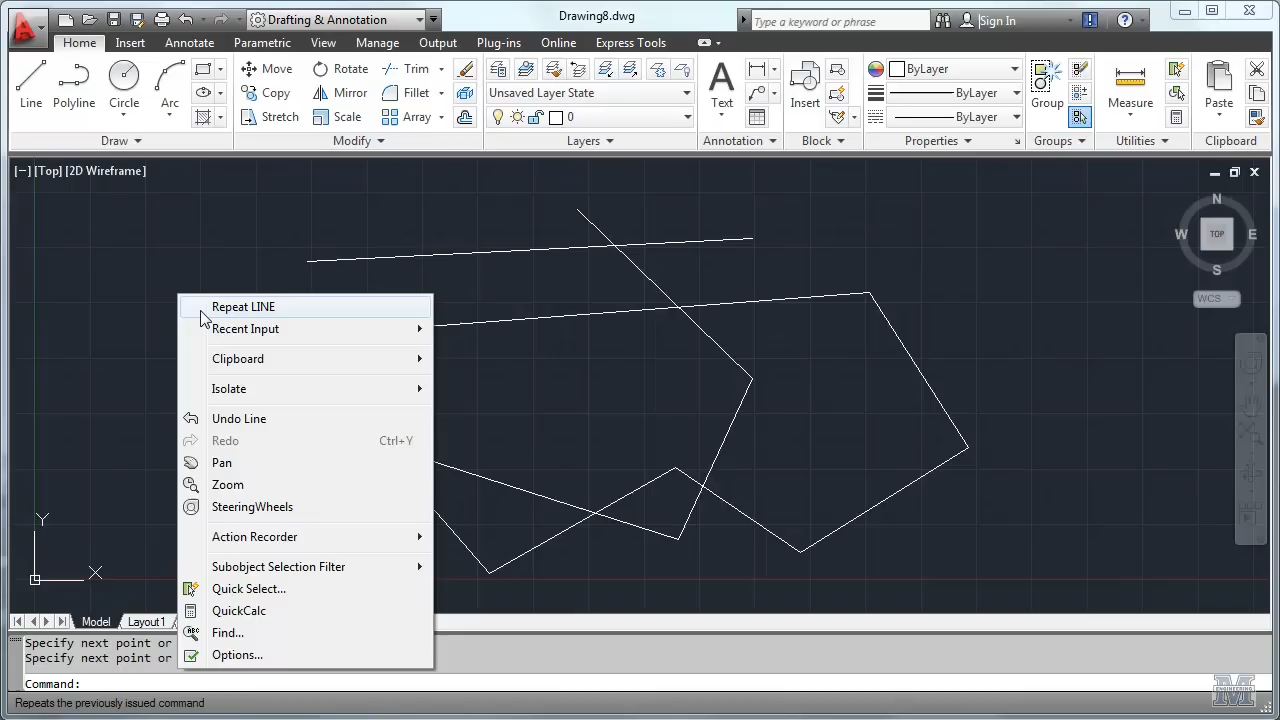 Drafting & Annotation
Drawing8.dwg
Type a keyword or phrase
Sign In
Home
Insert
Annotate
Parametric
View
Manage
Output
Plug-ins
Online
Express Tools
Line
Polyline
Circle
Arc
Draw
Move
Rotate
Trim
Copy
Mirror
Fillet
Stretch
Scale
Array
Modify
Unsaved Layer State
0
Layers
Text
Annotation
Insert
Block
ByLayer
ByLayer
ByLayer
Properties
Group
Groups
Measure
Utilities
Paste
Clipboard
[−] [Top] [2D Wireframe]
N
W
TOP
E
S
WCS
Repeat LINE
Recent Input
Clipboard
Isolate
Undo Line
Redo Ctrl+Y
Pan
Zoom
SteeringWheels
Action Recorder
Subobject Selection Filter
Quick Select...
QuickCalc
Find...
Options...
Y
X
Model
Layout1
Specify next point or
Specify next point or
Command:
Repeats the previously issued command
M
ENGINEERING